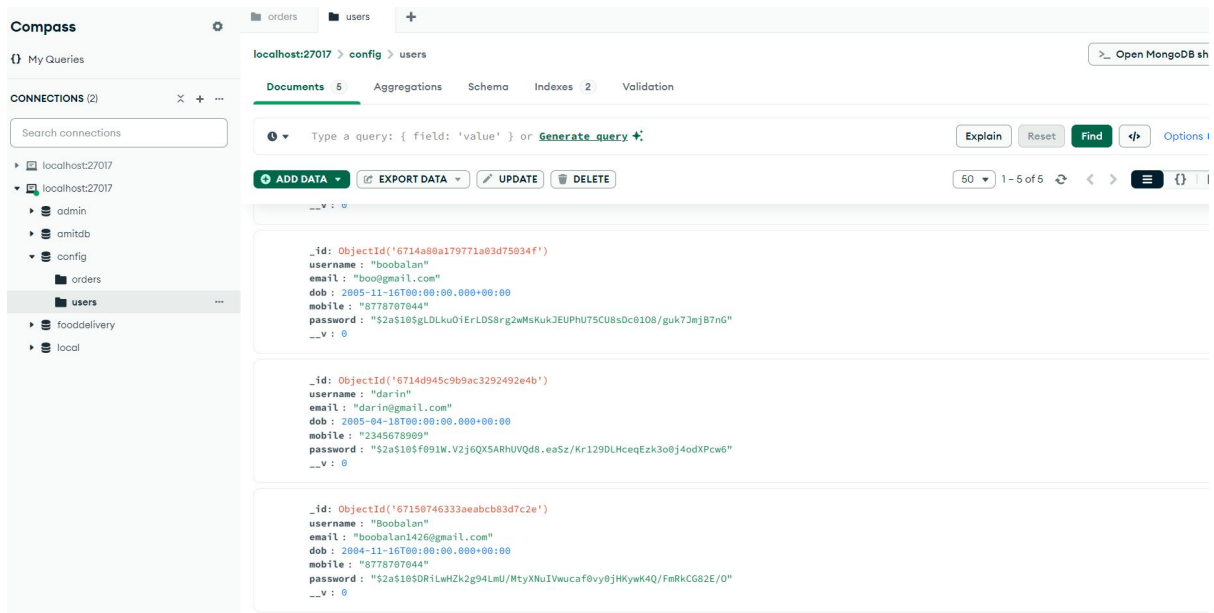 Compass
orders
users
My Queries
localhost:27017 > config > users
>_ Open MongoDB sh
CONNECTIONS (2)
Documents 5
Aggregations
Schema
Indexes 2
Validation
Search connections
Type a query: { field: 'value' } or Generate query
Explain
Reset
Find
</>
Options
localhost:27017
localhost:27017
admin
amitdb
config
orders
users
fooddelivery
local
ADD DATA
EXPORT DATA
UPDATE
DELETE
50
1 – 5 of 5
{}
__v : 0
_id: ObjectId('6714a80a179771a03d75034f')
username : "boobalan"
email : "boo@gmail.com"
dob : 2005-11-16T00:00:00.000+00:00
mobile : "8778707044"
password : "$2a$10$gLDLkuOiErLDS8rg2wMsKukJEUPhU75CU8sDc01O8/guk7JmjB7nG"
__v : 0
_id: ObjectId('6714d945c9b9ac3292492e4b')
username : "darin"
email : "darin@gmail.com"
dob : 2005-04-18T00:00:00.000+00:00
mobile : "2345678909"
password : "$2a$10$f091W.V2j6QX5ARhUVQd8.eaSz/Kr129DLHceqEzk3o0j4odXPcw6"
__v : 0
_id: ObjectId('67150746333aeabcb83d7c2e')
username : "Boobalan"
email : "boobalan1426@gmail.com"
dob : 2004-11-16T00:00:00.000+00:00
mobile : "8778707044"
password : "$2a$10$DRiLwHZk2g94LmU/MtyXNuIVwucaf0vy0jHKywK4Q/FmRkCG82E/O"
__v : 0